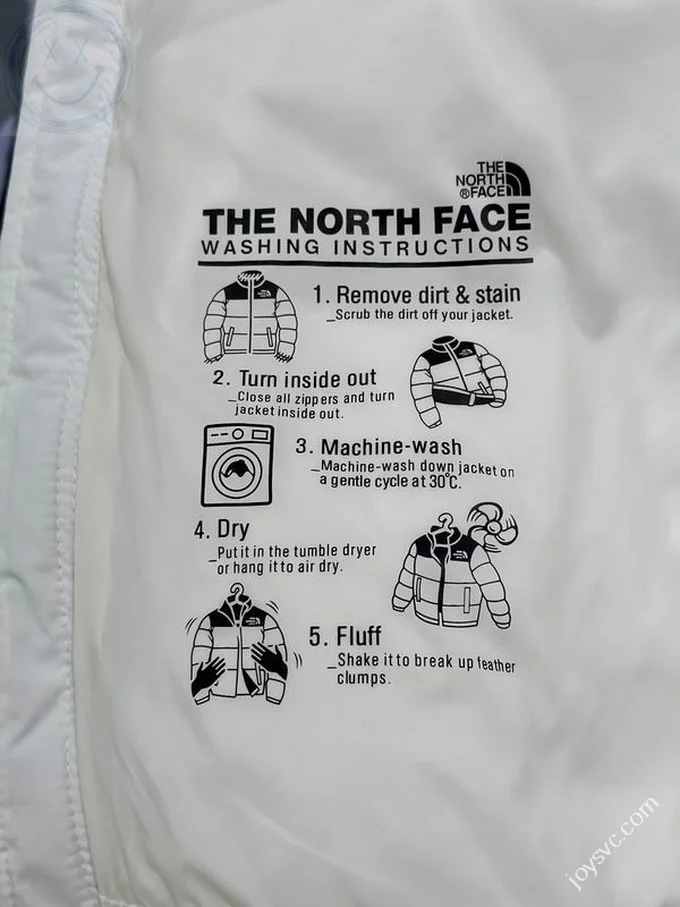 THE
NORTH
®FACE
THE NORTH FACE
WASHING INSTRUCTIONS
1. Remove dirt & stain
_Scrub the dirt off your jacket.
2. Turn inside out
_Close all zippers and turn
jacket inside out.
3. Machine-wash
_Machine-wash down jacket on
a gentle cycle at 30℃.
4. Dry
_Put it in the tumble dryer
or hang it to air dry.
5. Fluff
_Shake it to break up feather
clumps.
joysvc.com